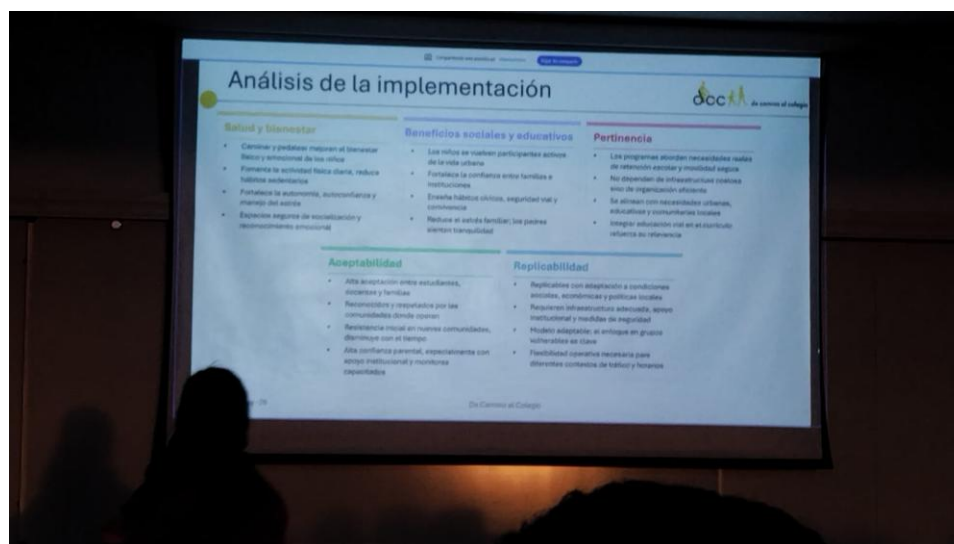 Compartiendo una pantalla
Dejar de compartir
Análisis de la implementación
dcc de camino al colegio
Salud y bienestar
Caminar y pedalear mejoran el bienestar
físico y emocional de los niños
Fomenta la actividad física diaria, reduce
hábitos sedentarios
Fortalece la autonomía, autoconfianza y
manejo del estrés
Espacios seguros de socialización y
reconocimiento emocional
Beneficios sociales y educativos
Los niños se vuelven participantes activos
de la vida urbana
Fortalece la confianza entre familias e
instituciones
Enseña hábitos cívicos, seguridad vial y
convivencia
Reduce el estrés familiar; los padres
sienten tranquilidad
Pertinencia
Los programas abordan necesidades reales
de retención escolar y movilidad segura
No dependen de infraestructura costosa
sino de organización eficiente
Se alinean con necesidades urbanas,
educativas y comunitarias locales
Integrar educación vial en el currículo
refuerza su relevancia
Aceptabilidad
Alta aceptación entre estudiantes,
docentes y familias
Reconocidos y respetados por las
comunidades donde operan
Resistencia inicial en nuevas comunidades,
disminuye con el tiempo
Alta confianza parental, especialmente con
apoyo institucional y monitores
capacitados
Replicabilidad
Replicables con adaptación a condiciones
sociales, económicas y políticas locales
Requieren infraestructura adecuada, apoyo
institucional y medidas de seguridad
Modelo adaptable; el enfoque en grupos
vulnerables es clave
Flexibilidad operativa necesaria para
diferentes contextos de tráfico y horarios
De Camino al Colegio